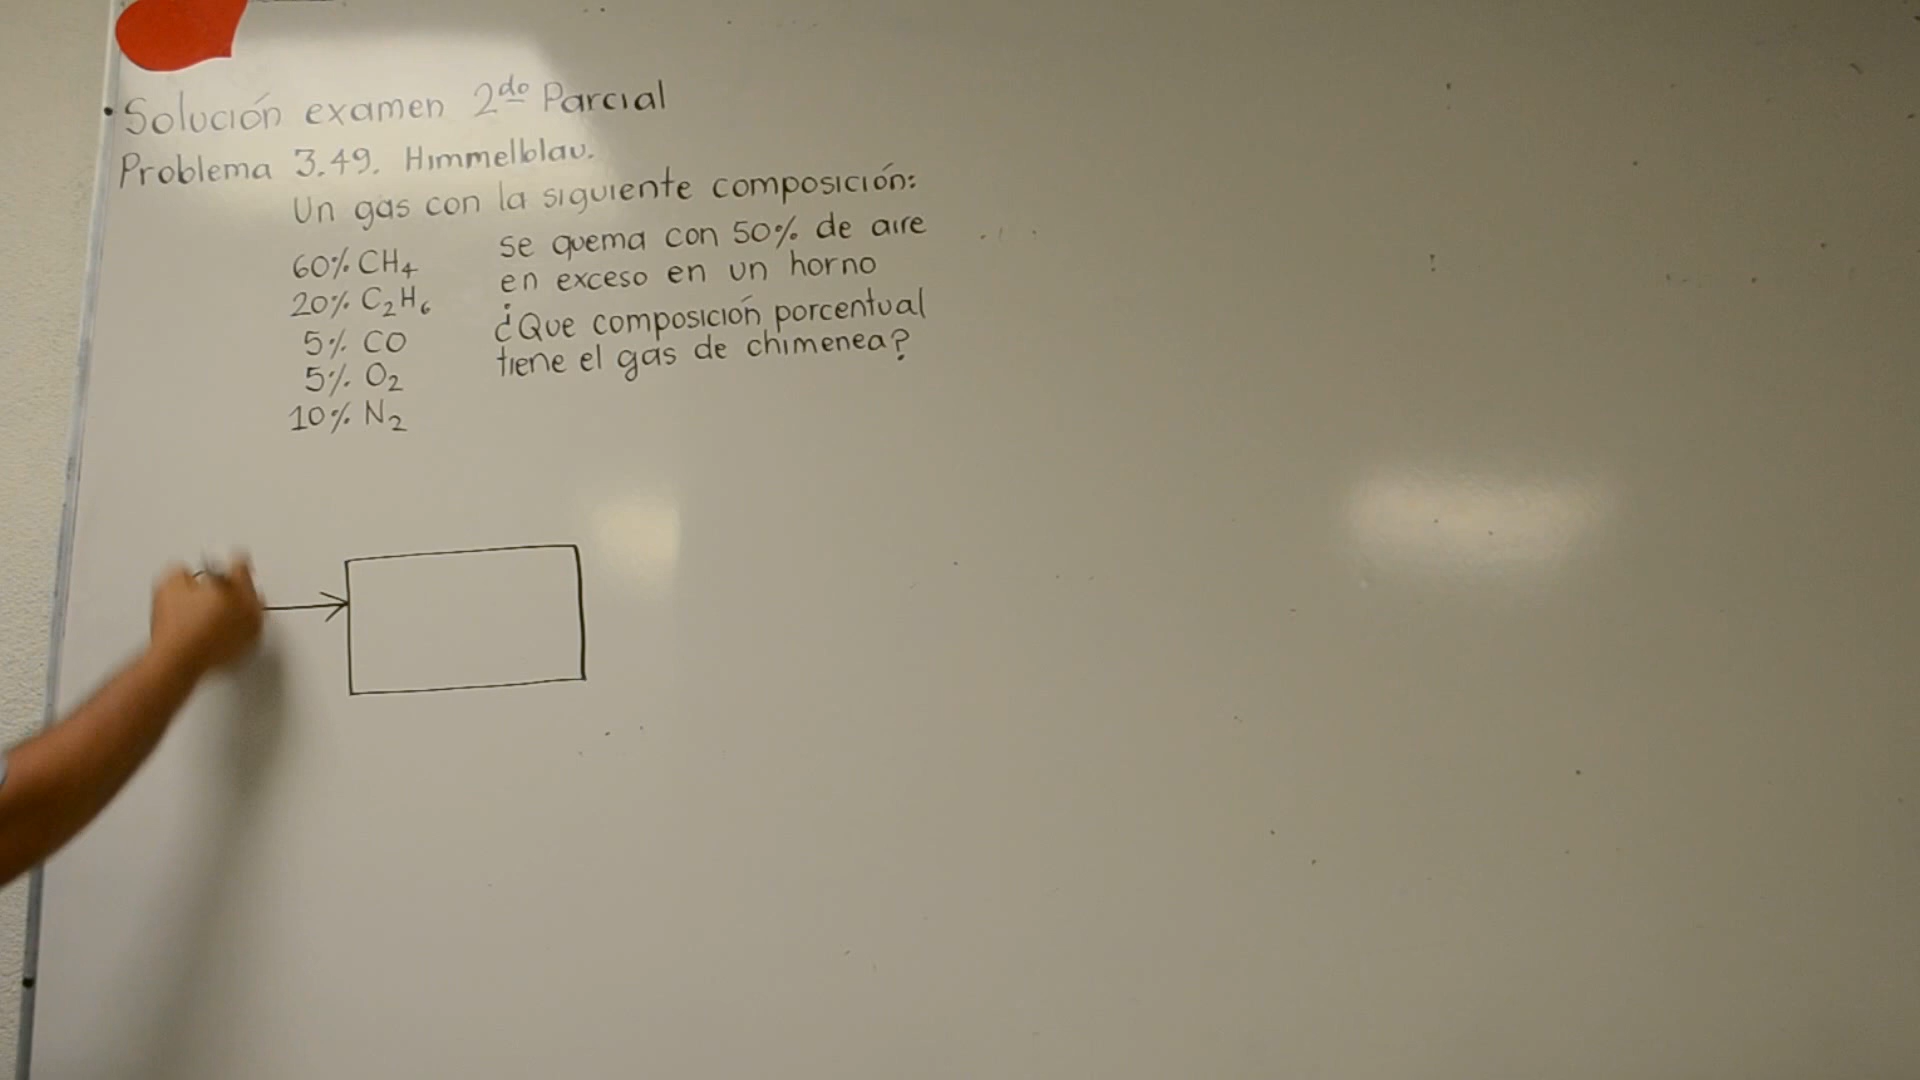 • Solución examen 2do Parcial
Problema 3.49. Himmelblau.
Un gas con la siguiente composición:
60% CH4
20% C2H6
5% CO
5% O2
10% N2
se quema con 50% de aire
en exceso en un horno
¿Que composición porcentual
tiene el gas de chimenea?